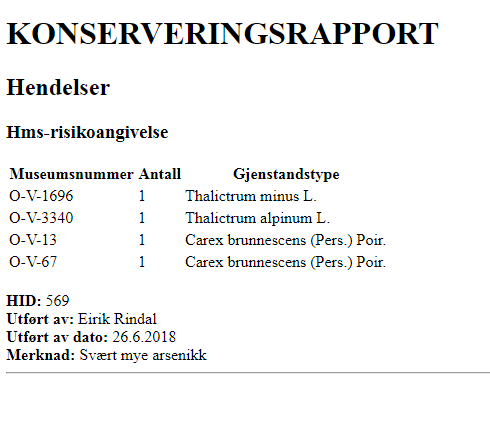 KONSERVERINGSRAPPORT
Hendelser
Hms-risikoangivelse
Museumsnummer Antall Gjenstandstype
O-V-1696 1 Thalictrum minus L.
O-V-3340 1 Thalictrum alpinum L.
O-V-13 1 Carex brunnescens (Pers.) Poir.
O-V-67 1 Carex brunnescens (Pers.) Poir.
HID: 569
Utført av: Eirik Rindal
Utført av dato: 26.6.2018
Merknad: Svært mye arsenikk